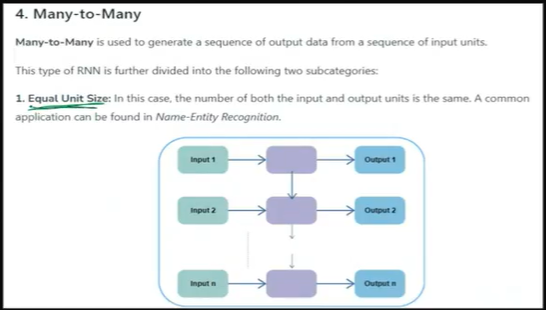 4. Many-to-Many
Many-to-Many is used to generate a sequence of output data from a sequence of input units.
This type of RNN is further divided into the following two subcategories:
1. Equal Unit Size: In this case, the number of both the input and output units is the same. A common
application can be found in Name-Entity Recognition.
Input 1 Output 1
Input 2 Output 2
Input n Output n